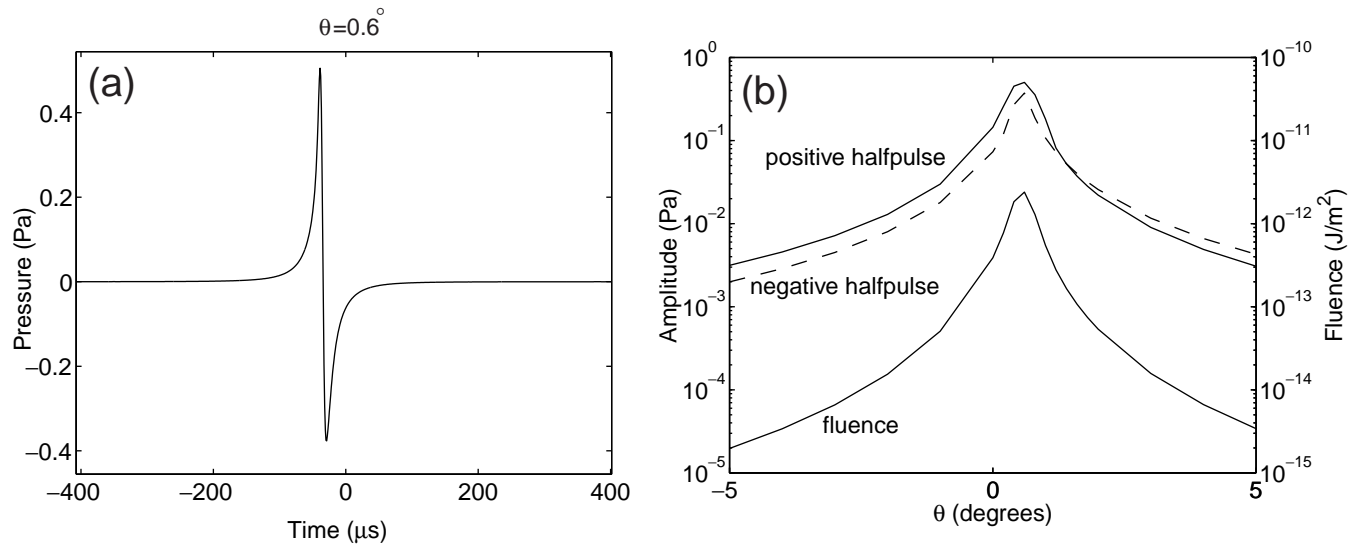 θ=0.6°
(a)
0.4
0.2
0
−0.2
−0.4
Pressure (Pa)
−400
−200
0
200
400
Time (μs)
(b)
10^0
10^−1
10^−2
10^−3
10^−4
10^−5
Amplitude (Pa)
positive halfpulse
negative halfpulse
fluence
10^−10
10^−11
10^−12
10^−13
10^−14
10^−15
Fluence (J/m^2)
−5
0
5
θ (degrees)